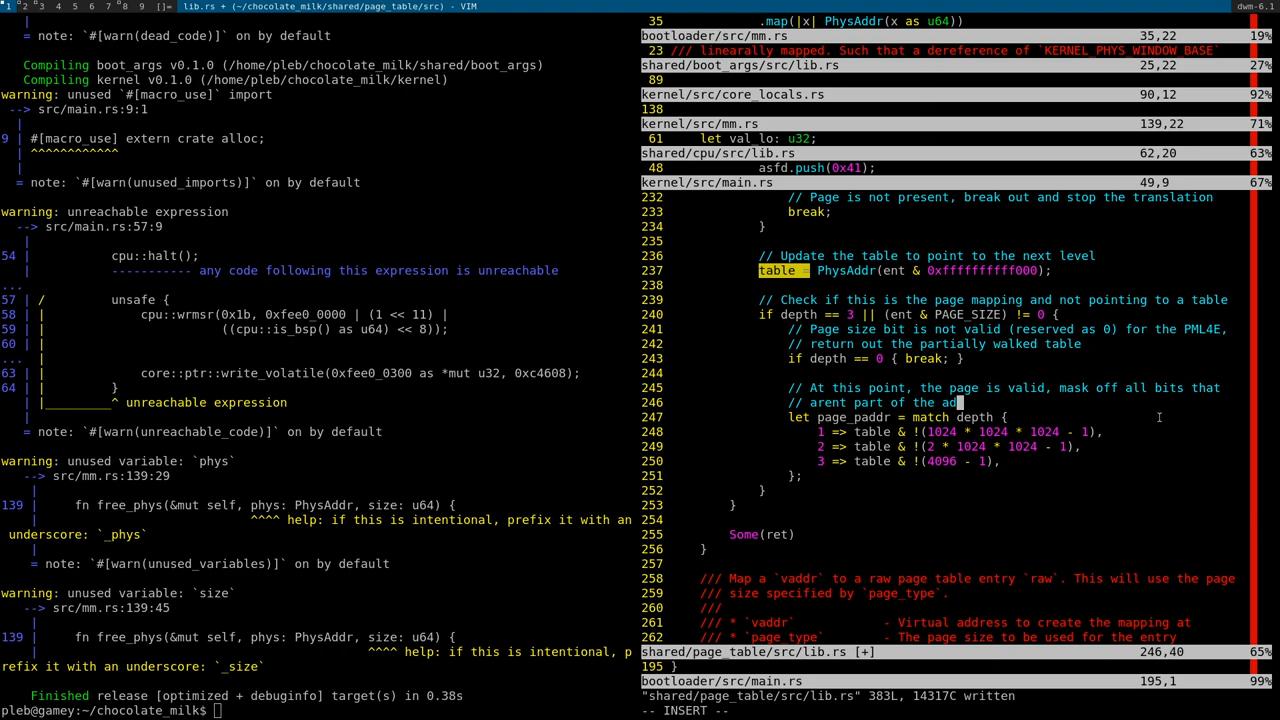 1 2 3 4 5 6 7 8 9 []= lib.rs + (~/chocolate_milk/shared/page_table/src) - VIM dwm-6.1
|
= note: `#[warn(dead_code)]` on by default
Compiling boot_args v0.1.0 (/home/pleb/chocolate_milk/shared/boot_args)
Compiling kernel v0.1.0 (/home/pleb/chocolate_milk/kernel)
warning: unused `#[macro_use]` import
--> src/main.rs:9:1
|
9 | #[macro_use] extern crate alloc;
| ^^^^^^^^^^^^
|
= note: `#[warn(unused_imports)]` on by default
warning: unreachable expression
--> src/main.rs:57:9
|
54 | cpu::halt();
| ----------- any code following this expression is unreachable
...
57 | / unsafe {
58 | | cpu::wrmsr(0x1b, 0xfee0_0000 | (1 << 11) |
59 | | ((cpu::is_bsp() as u64) << 8));
60 | |
... |
63 | | core::ptr::write_volatile(0xfee0_0300 as *mut u32, 0xc4608);
64 | | }
| |_________^ unreachable expression
|
= note: `#[warn(unreachable_code)]` on by default
warning: unused variable: `phys`
--> src/mm.rs:139:29
|
139 | fn free_phys(&mut self, phys: PhysAddr, size: u64) {
| ^^^^ help: if this is intentional, prefix it with an
underscore: `_phys`
|
= note: `#[warn(unused_variables)]` on by default
warning: unused variable: `size`
--> src/mm.rs:139:45
|
139 | fn free_phys(&mut self, phys: PhysAddr, size: u64) {
| ^^^^ help: if this is intentional, p
refix it with an underscore: `_size`
Finished release [optimized + debuginfo] target(s) in 0.38s
pleb@gamey:~/chocolate_milk$
35 .map(|x| PhysAddr(x as u64))
bootloader/src/mm.rs 35,22 19%
23 /// linearally mapped. Such that a dereference of `KERNEL_PHYS_WINDOW_BASE`
shared/boot_args/src/lib.rs 25,22 27%
89
kernel/src/core_locals.rs 90,12 92%
138
kernel/src/mm.rs 139,22 71%
61 let val_lo: u32;
shared/cpu/src/lib.rs 62,20 63%
48 asfd.push(0x41);
kernel/src/main.rs 49,9 67%
232 // Page is not present, break out and stop the translation
233 break;
234 }
235
236 // Update the table to point to the next level
237 table = PhysAddr(ent & 0xffffffffff000);
238
239 // Check if this is the page mapping and not pointing to a table
240 if depth == 3 || (ent & PAGE_SIZE) != 0 {
241 // Page size bit is not valid (reserved as 0) for the PML4E,
242 // return out the partially walked table
243 if depth == 0 { break; }
244
245 // At this point, the page is valid, mask off all bits that
246 // arent part of the ad
247 let page_paddr = match depth {
248 1 => table & !(1024 * 1024 * 1024 - 1),
249 2 => table & !(2 * 1024 * 1024 - 1),
250 3 => table & !(4096 - 1),
251 };
252 }
253 }
254
255 Some(ret)
256 }
257
258 /// Map a `vaddr` to a raw page table entry `raw`. This will use the page
259 /// size specified by `page_type`.
260 ///
261 /// * `vaddr` - Virtual address to create the mapping at
262 /// * `page_type` - The page size to be used for the entry
shared/page_table/src/lib.rs [+] 246,40 65%
195 }
bootloader/src/main.rs 195,1 99%
"shared/page_table/src/lib.rs" 383L, 14317C written
-- INSERT --